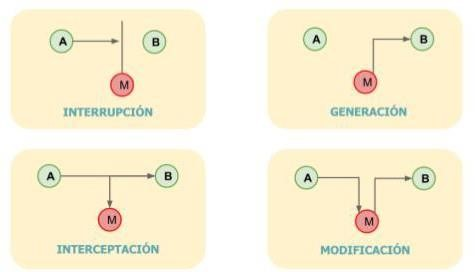 A B
M
INTERRUPCIÓN
A B
M
GENERACIÓN
A B
M
INTERCEPTACIÓN
A B
M
MODIFICACIÓN